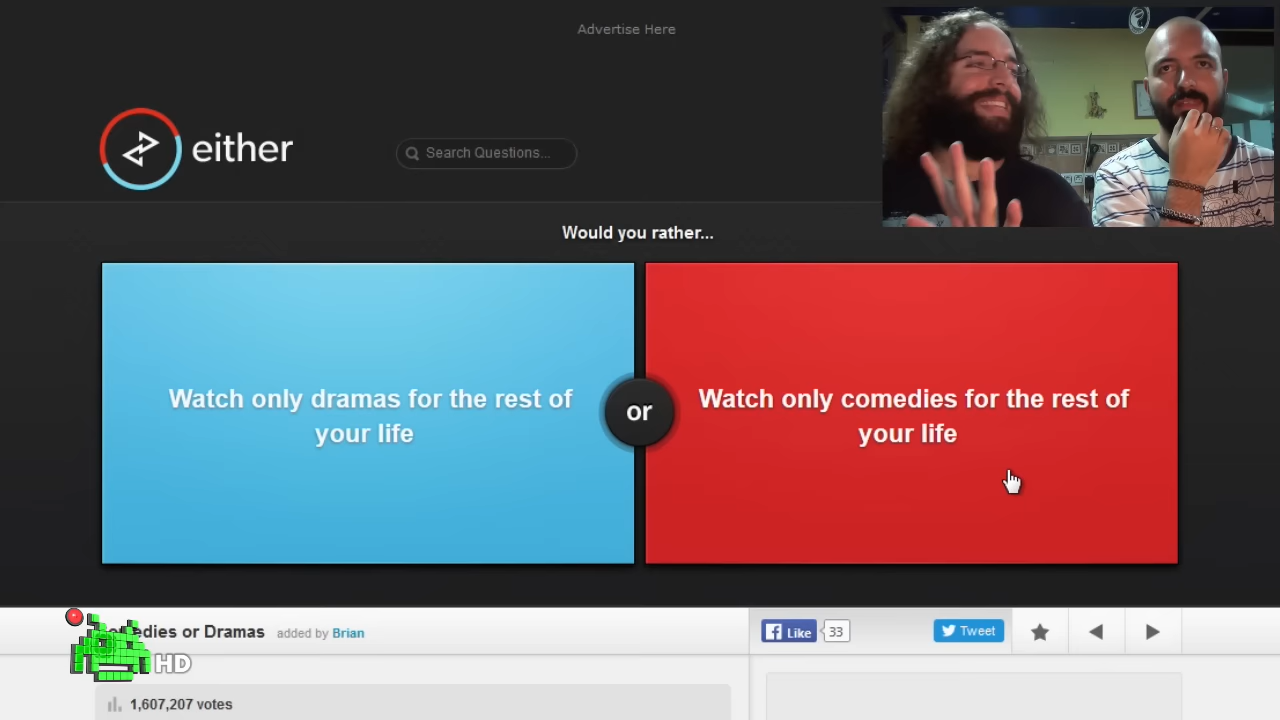 Advertise Here
either
Search Questions...
Would you rather...
Watch only dramas for the rest of
your life
or
Watch only comedies for the rest of
your life
edies or Dramas added by Brian
Like 33
Tweet
HD
1,607,207 votes